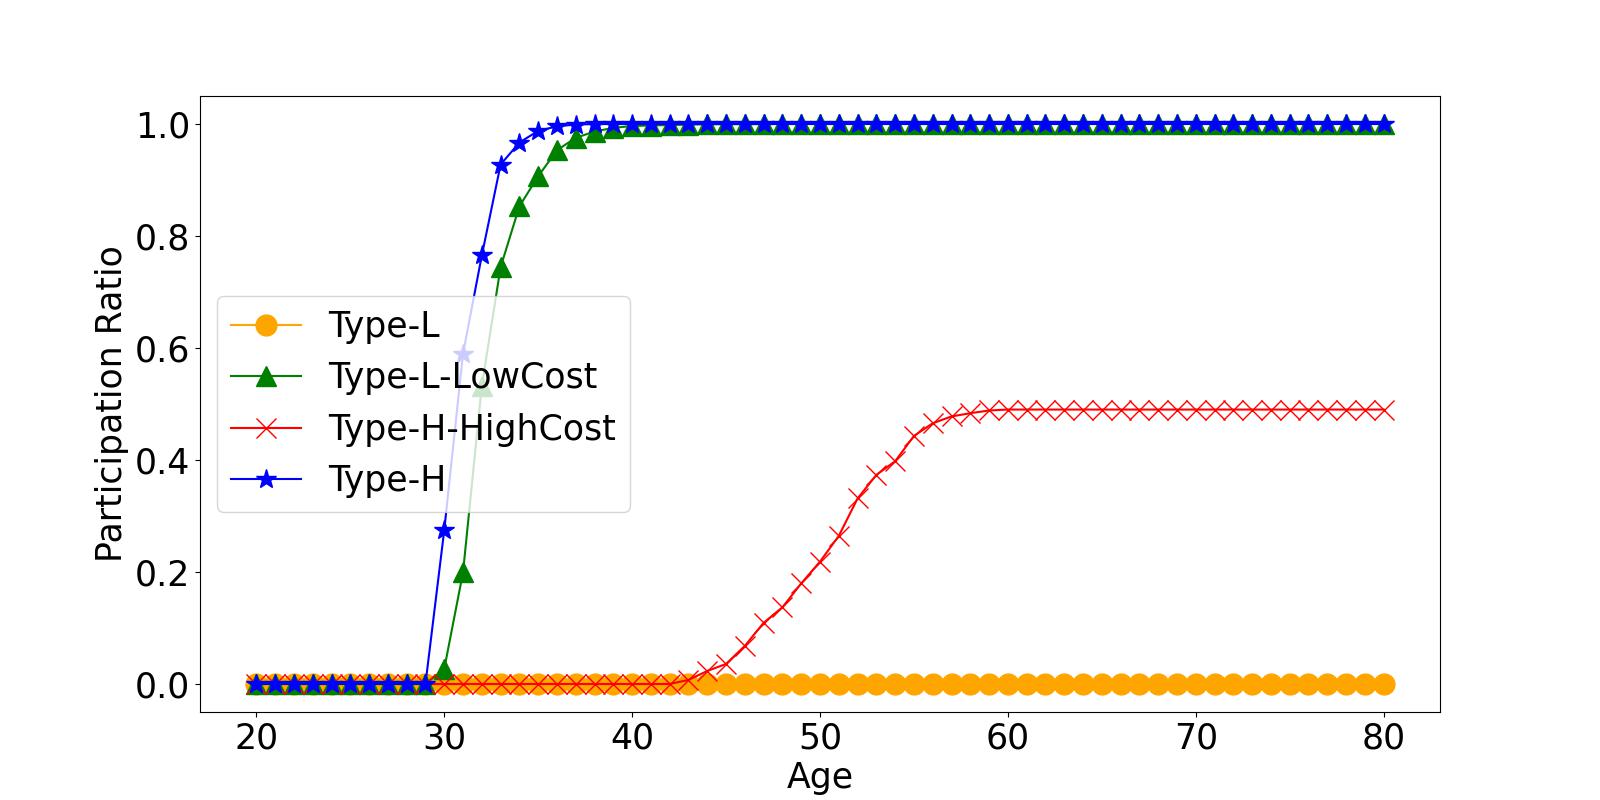 1.0
0.8
0.6
0.4
0.2
0.0
Participation Ratio
Type-L
Type-L-LowCost
Type-H-HighCost
Type-H
20 30 40 50 60 70 80
Age